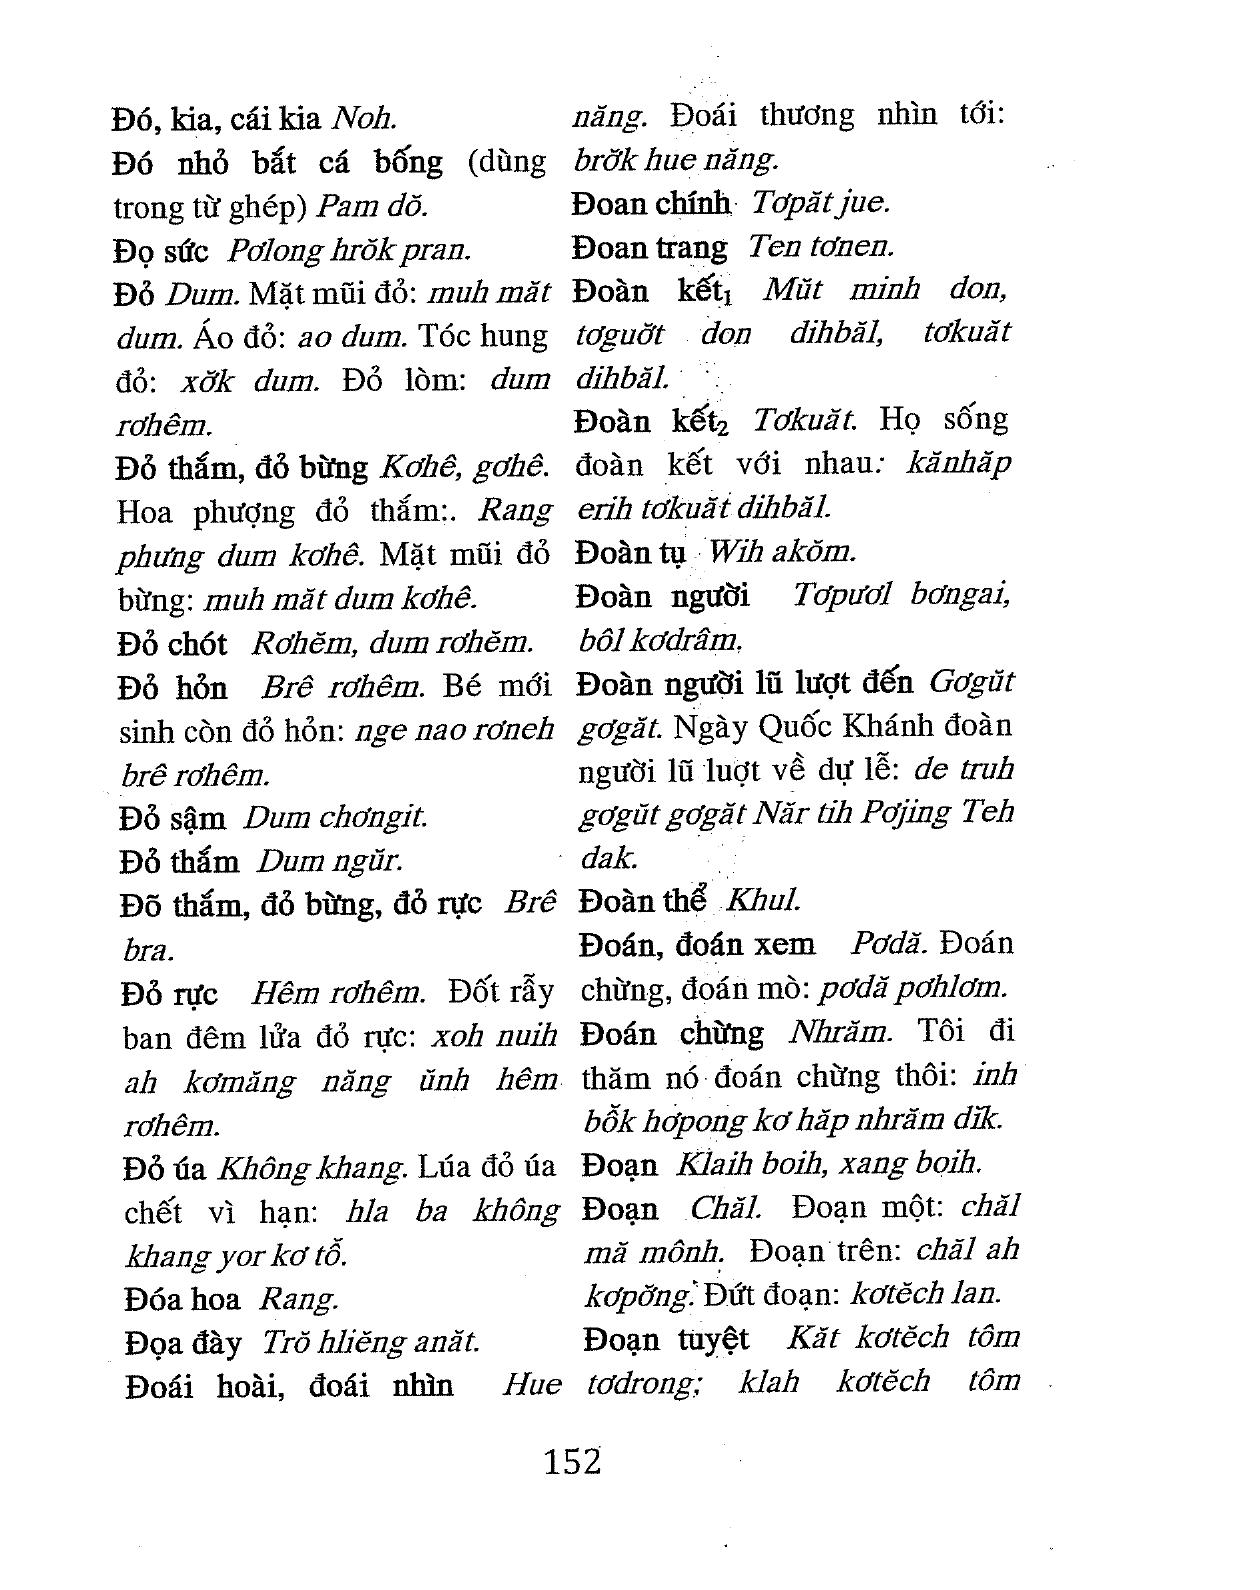 Đó, kia, cái kia Noh.
Đó nhỏ bắt cá bống (dùng
trong từ ghép) Pam dŏ.
Đọ sức Pơlong hrŏk pran.
Đỏ Dum. Mặt mũi đỏ: muh măt
dum. Áo đỏ: ao dum. Tóc hung
đỏ: xơ̆k dum. Đỏ lòm: dum
rơhêm.
Đỏ thắm, đỏ bừng Kơhê, gơhê.
Hoa phượng đỏ thắm:. Rang
phưng dum kơhê. Mặt mũi đỏ
bừng: muh măt dum kơhê.
Đỏ chót Rơhĕm, dum rơhĕm.
Đỏ hỏn Brê rơhêm. Bé mới
sinh còn đỏ hỏn: nge nao rơneh
brê rơhêm.
Đỏ sậm Dum chơngit.
Đỏ thắm Dum ngŭr.
Đõ thắm, đỏ bừng, đỏ rực Brê
bra.
Đỏ rực Hêm rơhêm. Đốt rẫy
ban đêm lửa đỏ rực: xoh nuih
ah kơmăng năng ŭnh hêm
rơhêm.
Đỏ úa Không khang. Lúa đỏ úa
chết vì hạn: hla ba không
khang yor kơ tô̆.
Đóa hoa Rang.
Đọa đày Trŏ hliĕng anăt.
Đoái hoài, đoái nhìn Hue
năng. Đoái thương nhìn tới:
brơ̆k hue năng.
Đoan chính Tơpăt jue.
Đoan trang Ten tơnen.
Đoàn kết₁ Mŭt minh don,
tơguơ̆t don dihbăl, tơkuăt
dihbăl.
Đoàn kết₂ Tơkuăt. Họ sống
đoàn kết với nhau: kănhăp
erih tơkuăt dihbăl.
Đoàn tụ Wih akŏm.
Đoàn người Tơpươl bơngai,
bôl kơdrâm.
Đoàn người lũ lượt đến Gơgŭt
gơgăt. Ngày Quốc Khánh đoàn
người lũ luợt về dự lễ: de truh
gơgŭt gơgăt Năr tih Pơjing Teh
dak.
Đoàn thể Khul.
Đoán, đoán xem Pơdă. Đoán
chừng, đoán mò: pơdă pơhlơm.
Đoán chừng Nhrăm. Tôi đi
thăm nó đoán chừng thôi: inh
bô̆k hơpong kơ hăp nhrăm dĭk.
Đoạn Klaih boih, xang boih.
Đoạn Chăl. Đoạn một: chăl
mă mônh. Đoạn trên: chăl ah
kơpơ̆ng. Đứt đoạn: kơtĕch lan.
Đoạn tuyệt Kăt kơtĕch tôm
tơdrong; klah kơtĕch tôm
152